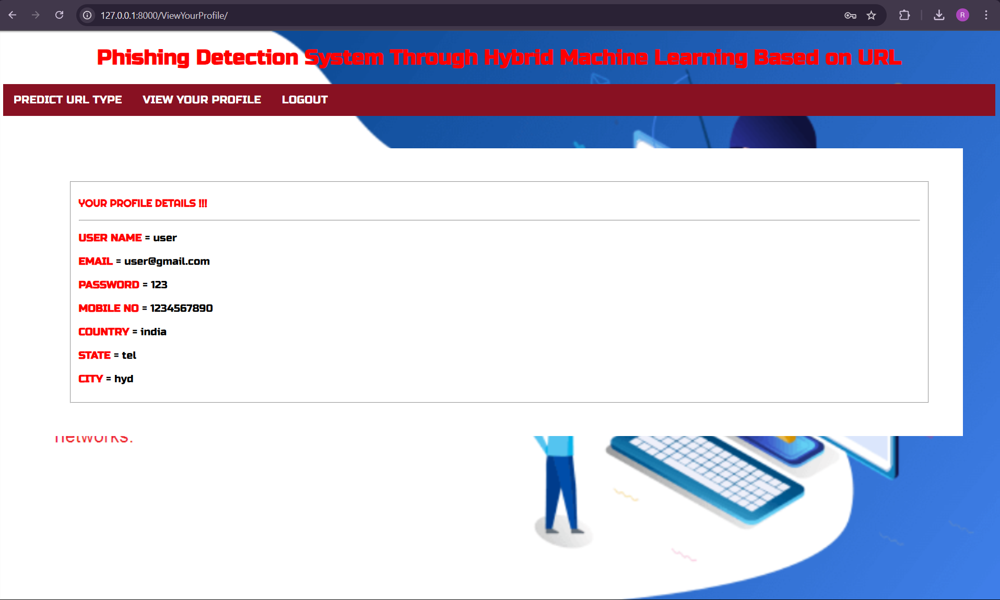 127.0.0.1:8000/ViewYourProfile/
R
Phishing Detection System Through Hybrid Machine Learning Based on URL
PREDICT URL TYPE VIEW YOUR PROFILE LOGOUT
YOUR PROFILE DETAILS !!!
USER NAME = user
EMAIL = user@gmail.com
PASSWORD = 123
MOBILE NO = 1234567890
COUNTRY = india
STATE = tel
CITY = hyd
networks.